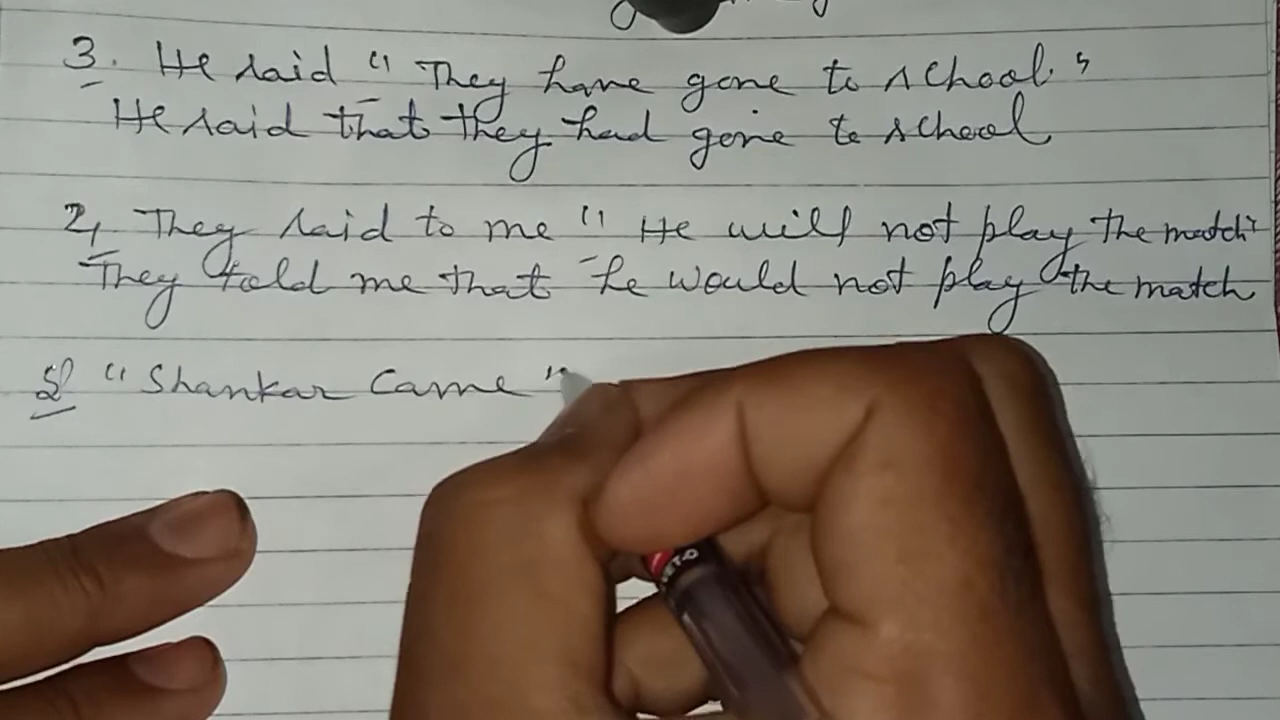 3. He said "They have gone to school."
He said that they had gone to school
4, They said to me "He will not play the match"
They told me that he would not play the match
5) "Shankar came"